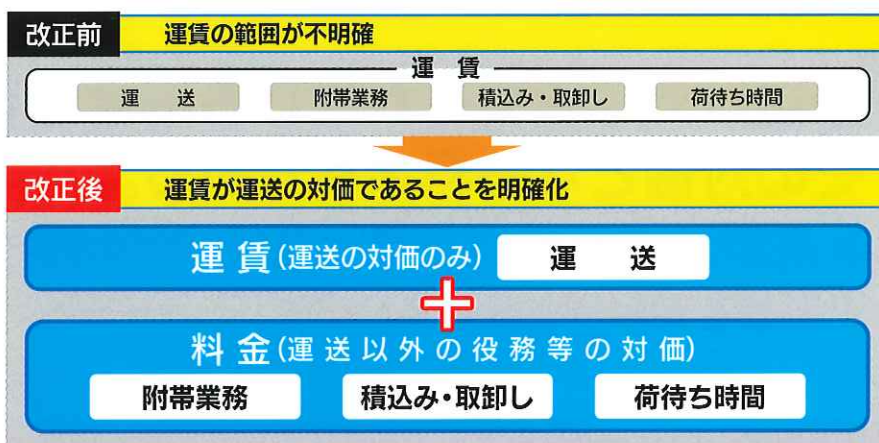 改正前 運賃の範囲が不明確
運 賃
運 送 附帯業務 積込み・取卸し 荷待ち時間
改正後 運賃が運送の対価であることを明確化
運 賃(運送の対価のみ) 運 送
料 金(運送以外の役務等の対価)
附帯業務 積込み・取卸し 荷待ち時間